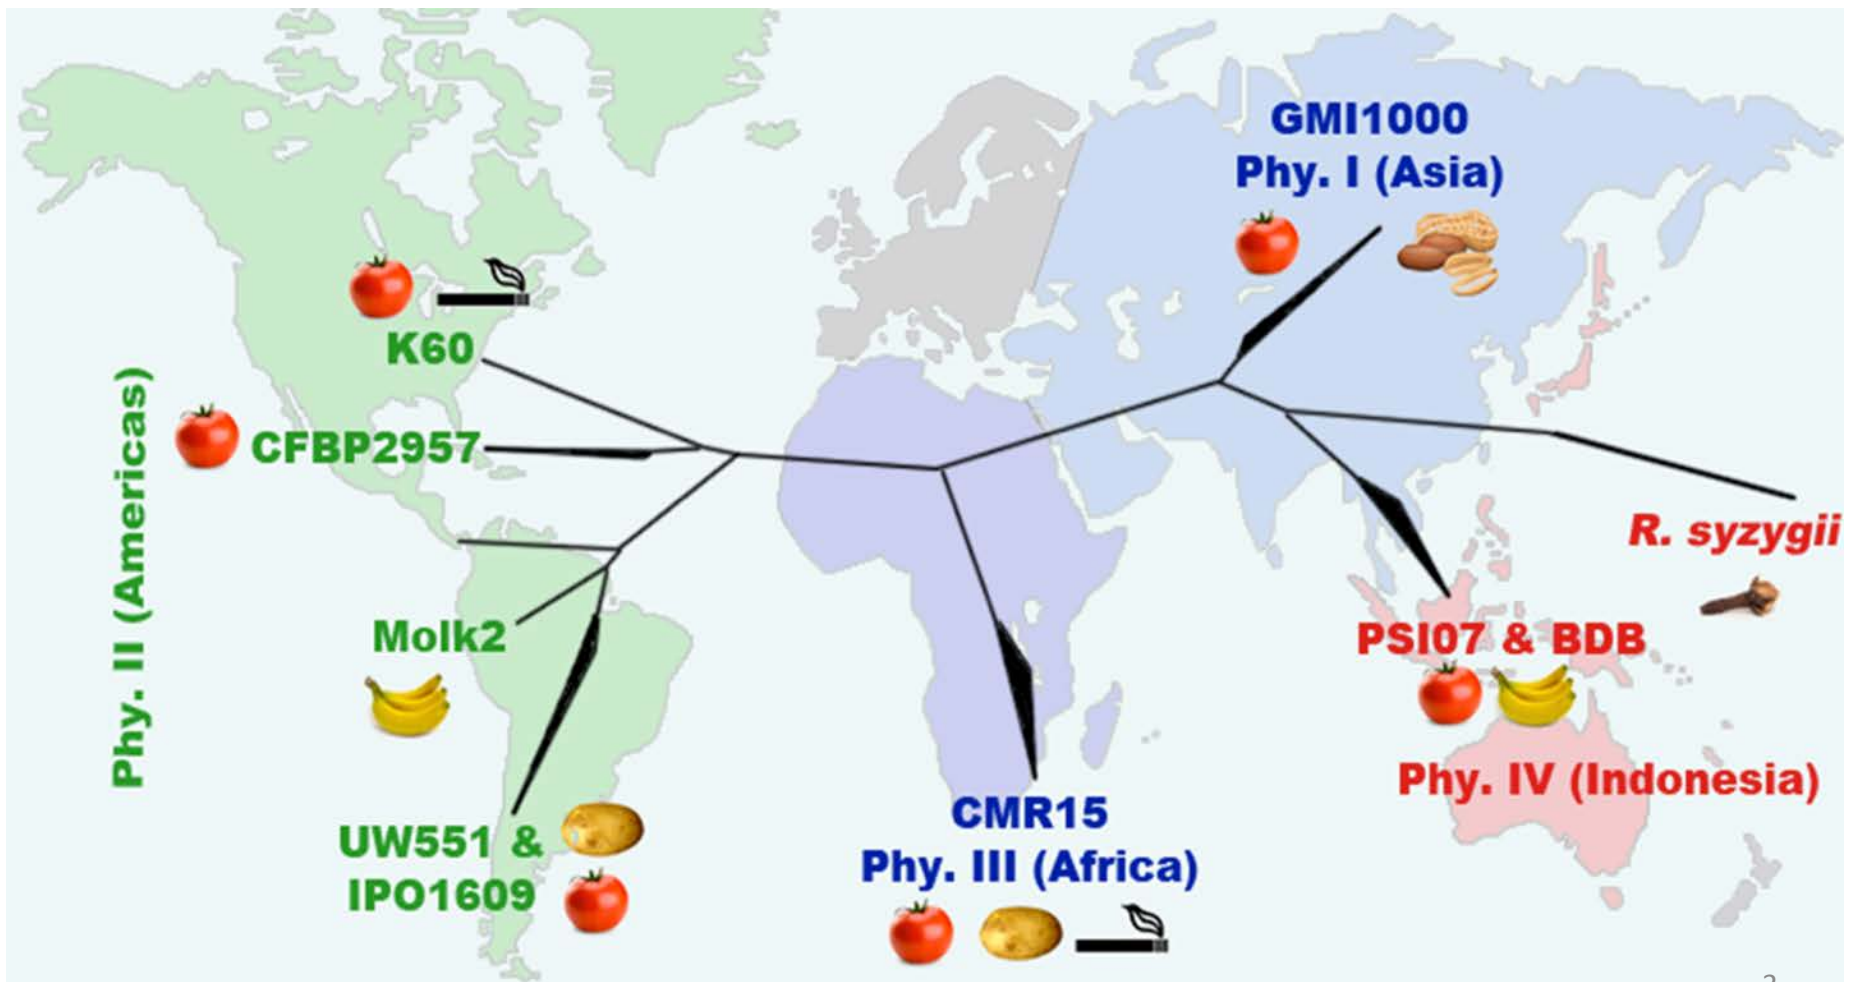 GMI1000
Phy. I (Asia)
K60
CFBP2957
Phy. II (Americas)
R. syzygii
Molk2
PSI07 & BDB
Phy. IV (Indonesia)
UW551 &
IPO1609
CMR15
Phy. III (Africa)